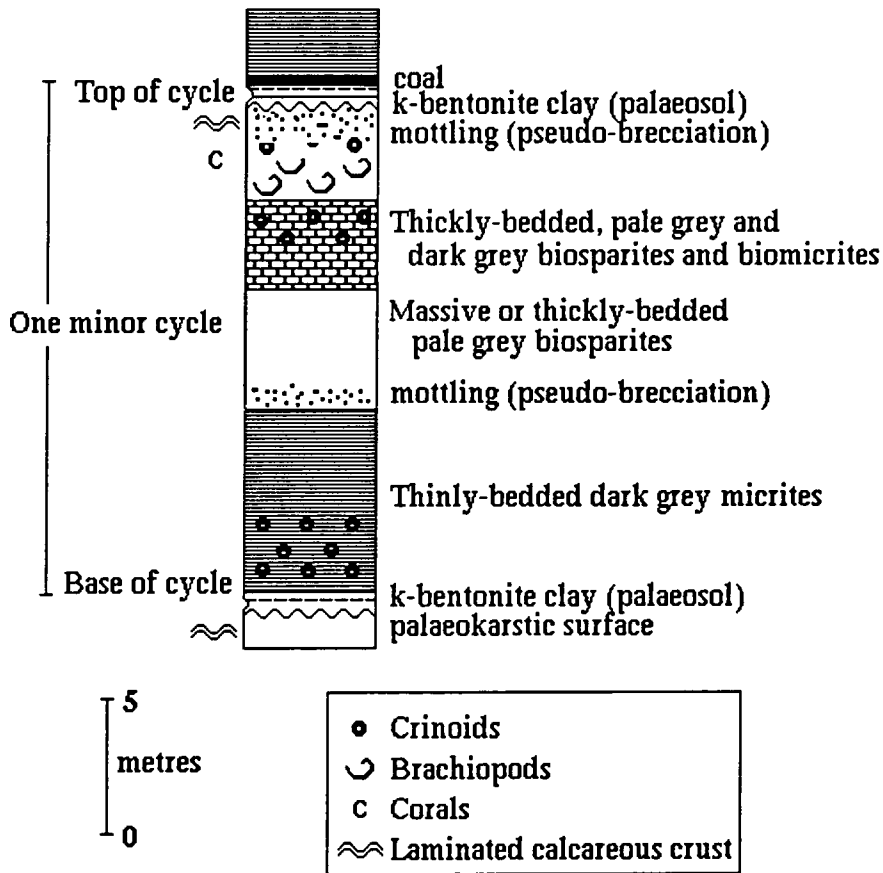 coal
Top of cycle
k-bentonite clay (palaeosol)
mottling (pseudo-brecciation)
C
Thickly-bedded, pale grey and
dark grey biosparites and biomicrites
One minor cycle
Massive or thickly-bedded
pale grey biosparites
mottling (pseudo-brecciation)
Thinly-bedded dark grey micrites
Base of cycle
k-bentonite clay (palaeosol)
palaeokarstic surface
5
metres
0
Crinoids
Brachiopods
C Corals
Laminated calcareous crust